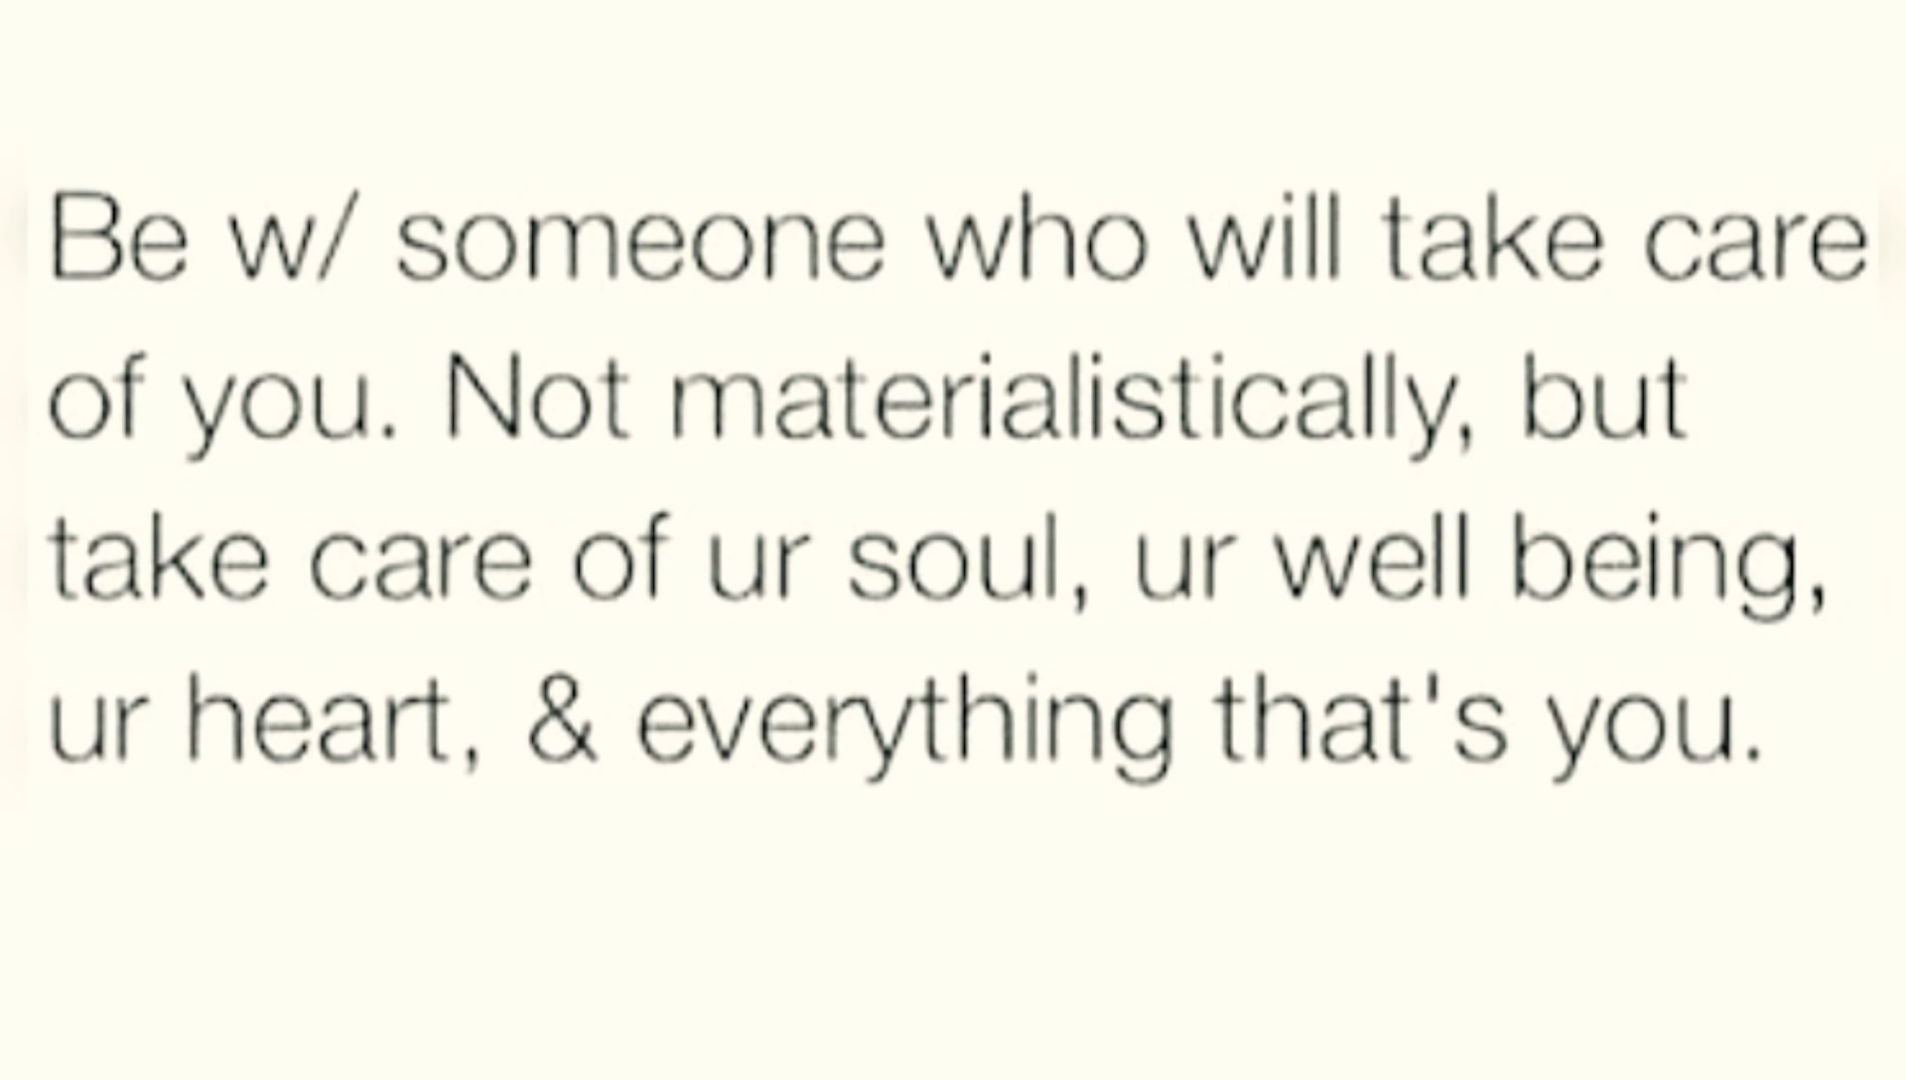 Be w/ someone who will take care
of you. Not materialistically, but
take care of ur soul, ur well being,
ur heart, & everything that's you.